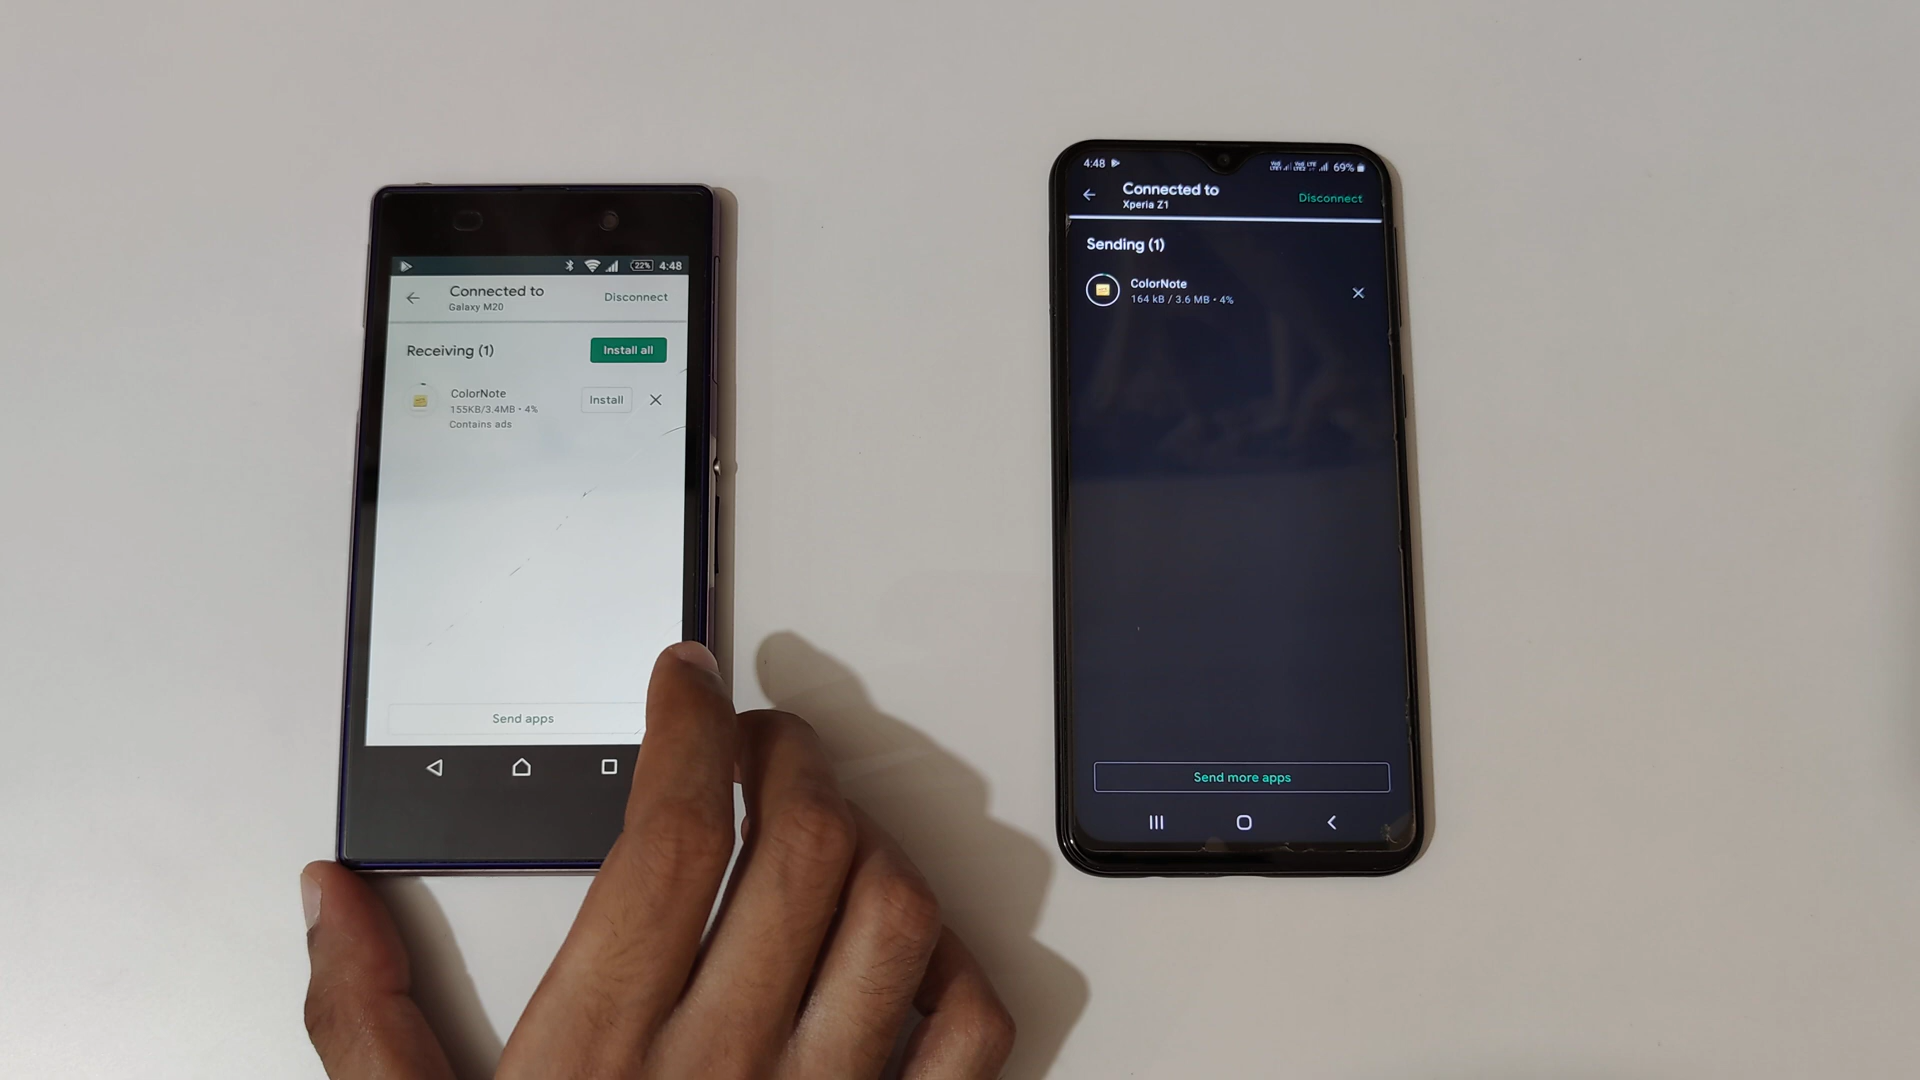 22% 4:48
Connected to
Galaxy M20
Disconnect
Receiving (1)
Install all
ColorNote
155KB/3.4MB • 4%
Contains ads
Install
Send apps
4:48
69%
Connected to
Xperia Z1
Disconnect
Sending (1)
ColorNote
164 kB / 3.6 MB • 4%
Send more apps